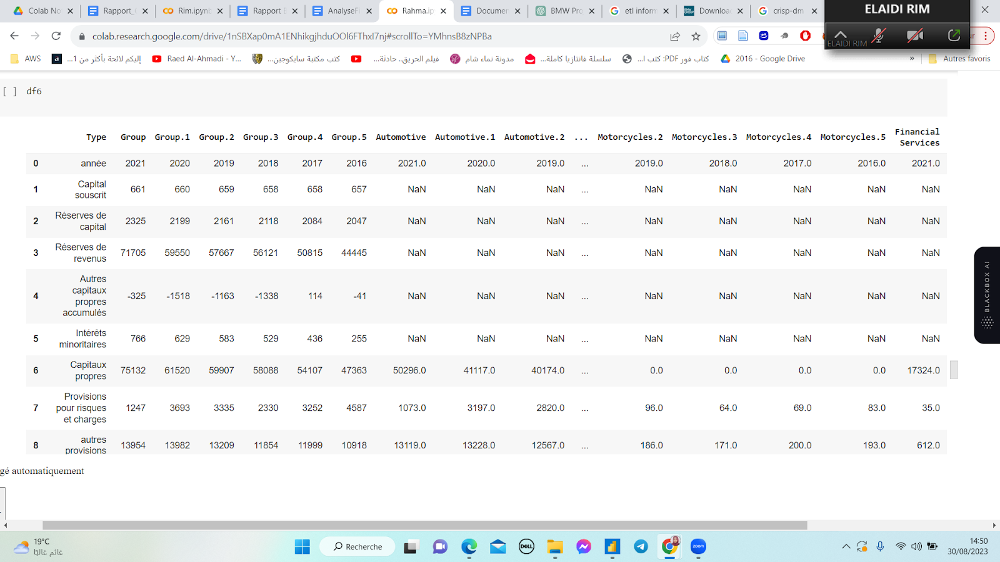 Colab No
Rapport_
Rim.ipynb
Rapport
AnalyseFi
Rahma.ip
Documen
BMW Pro
etl inform
Downloa
crisp-dm
ELAIDI RIM
colab.research.google.com/drive/1nSBXap0mA1ENhikgjhduOOl6FThxI7nj#scrollTo=YMhnsB8zNPBa
ELAIDI RIM
AWS
إليكم لائحة بأكثر من 1...
Raed Al-Ahmadi - Y...
كتب مكتبة سايكوجين...
فيلم الحريق.. حادثة...
مدونة نماء شام
سلسلة فانتازيا كاملة...
كتاب فور PDF: كتب ا...
2016 - Google Drive
»
Autres favoris
[ ] df6
Type Group Group.1 Group.2 Group.3 Group.4 Group.5 Automotive Automotive.1 Automotive.2 ... Motorcycles.2 Motorcycles.3 Motorcycles.4 Motorcycles.5 Financial
Services
0 année 2021 2020 2019 2018 2017 2016 2021.0 2020.0 2019.0 ... 2019.0 2018.0 2017.0 2016.0 2021.0
1 Capital
souscrit 661 660 659 658 658 657 NaN NaN NaN ... NaN NaN NaN NaN NaN
2 Réserves de
capital 2325 2199 2161 2118 2084 2047 NaN NaN NaN ... NaN NaN NaN NaN NaN
3 Réserves de
revenus 71705 59550 57667 56121 50815 44445 NaN NaN NaN ... NaN NaN NaN NaN NaN
4 Autres
capitaux
propres
accumulés -325 -1518 -1163 -1338 114 -41 NaN NaN NaN ... NaN NaN NaN NaN NaN
5 Intérêts
minoritaires 766 629 583 529 436 255 NaN NaN NaN ... NaN NaN NaN NaN NaN
6 Capitaux
propres 75132 61520 59907 58088 54107 47363 50296.0 41117.0 40174.0 ... 0.0 0.0 0.0 0.0 17324.0
7 Provisions
pour risques
et charges 1247 3693 3335 2330 3252 4587 1073.0 3197.0 2820.0 ... 96.0 64.0 69.0 83.0 35.0
8 autres
provisions 13954 13982 13209 11854 11999 10918 13119.0 13228.0 12567.0 ... 186.0 171.0 200.0 193.0 612.0
BLACKBOX AI
gé automatiquement
19°C
غائم غالبًا
Recherche
DELL
zoom
14:50
30/08/2023